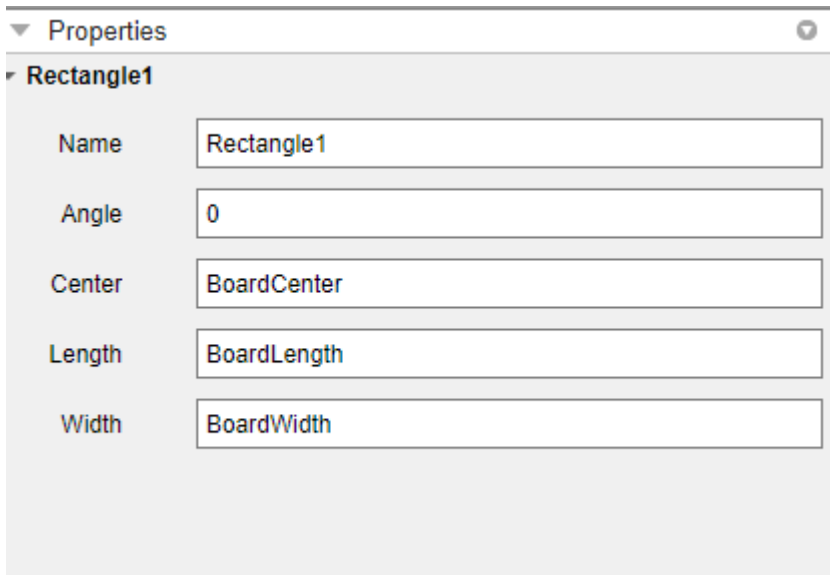 Properties
Rectangle1
Name Rectangle1
Angle 0
Center BoardCenter
Length BoardLength
Width BoardWidth